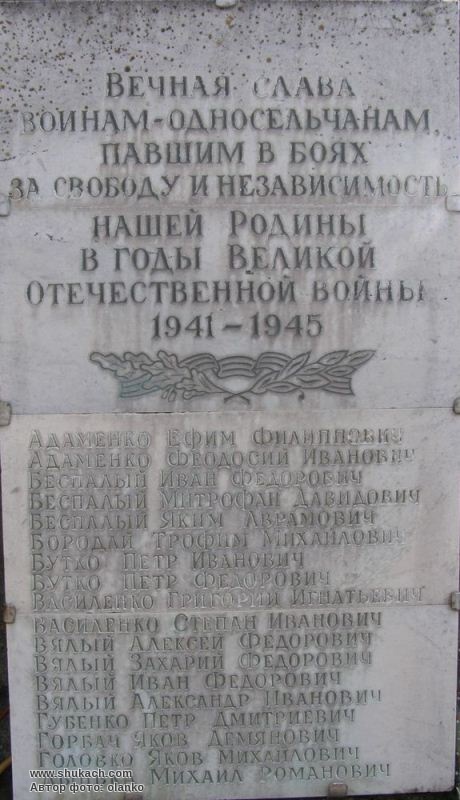 Вечная слава
воинам-односельчанам,
павшим в боях
за свободу и независимость
нашей Родины
в годы Великой
Отечественной войны
1941 – 1945
Адаменко Ефим Филиппович
Адаменко Феодосий Иванович
Беспалый Иван Федорович
Беспалый Митрофан Давидович
Беспалый Яким Аврамович
Бородай Трофим Михайлович
Бутко Петр Иванович
Бутко Петр Федорович
Василенко Григорий Игнатьевич
Василенко Степан Иванович
Вялый Алексей Федорович
Вялый Захарий Федорович
Вялый Иван Федорович
Вялый Александр Иванович
Губенко Петр Дмитриевич
Горбач Яков Демянович
Головко Яков Михайлович
Михаил Романович
www.shukach.com
Автор фото: olanko